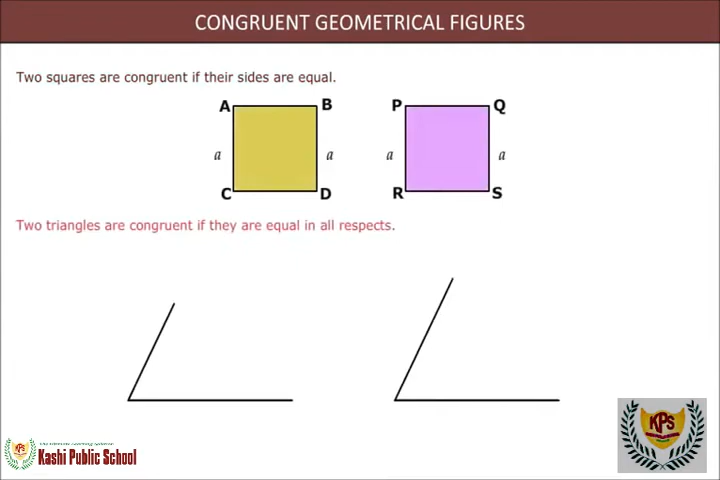 CONGRUENT GEOMETRICAL FIGURES
Two squares are congruent if their sides are equal.
A B P Q
a a a a
C D R S
Two triangles are congruent if they are equal in all respects.
KPS
KPS
Kashi Public School